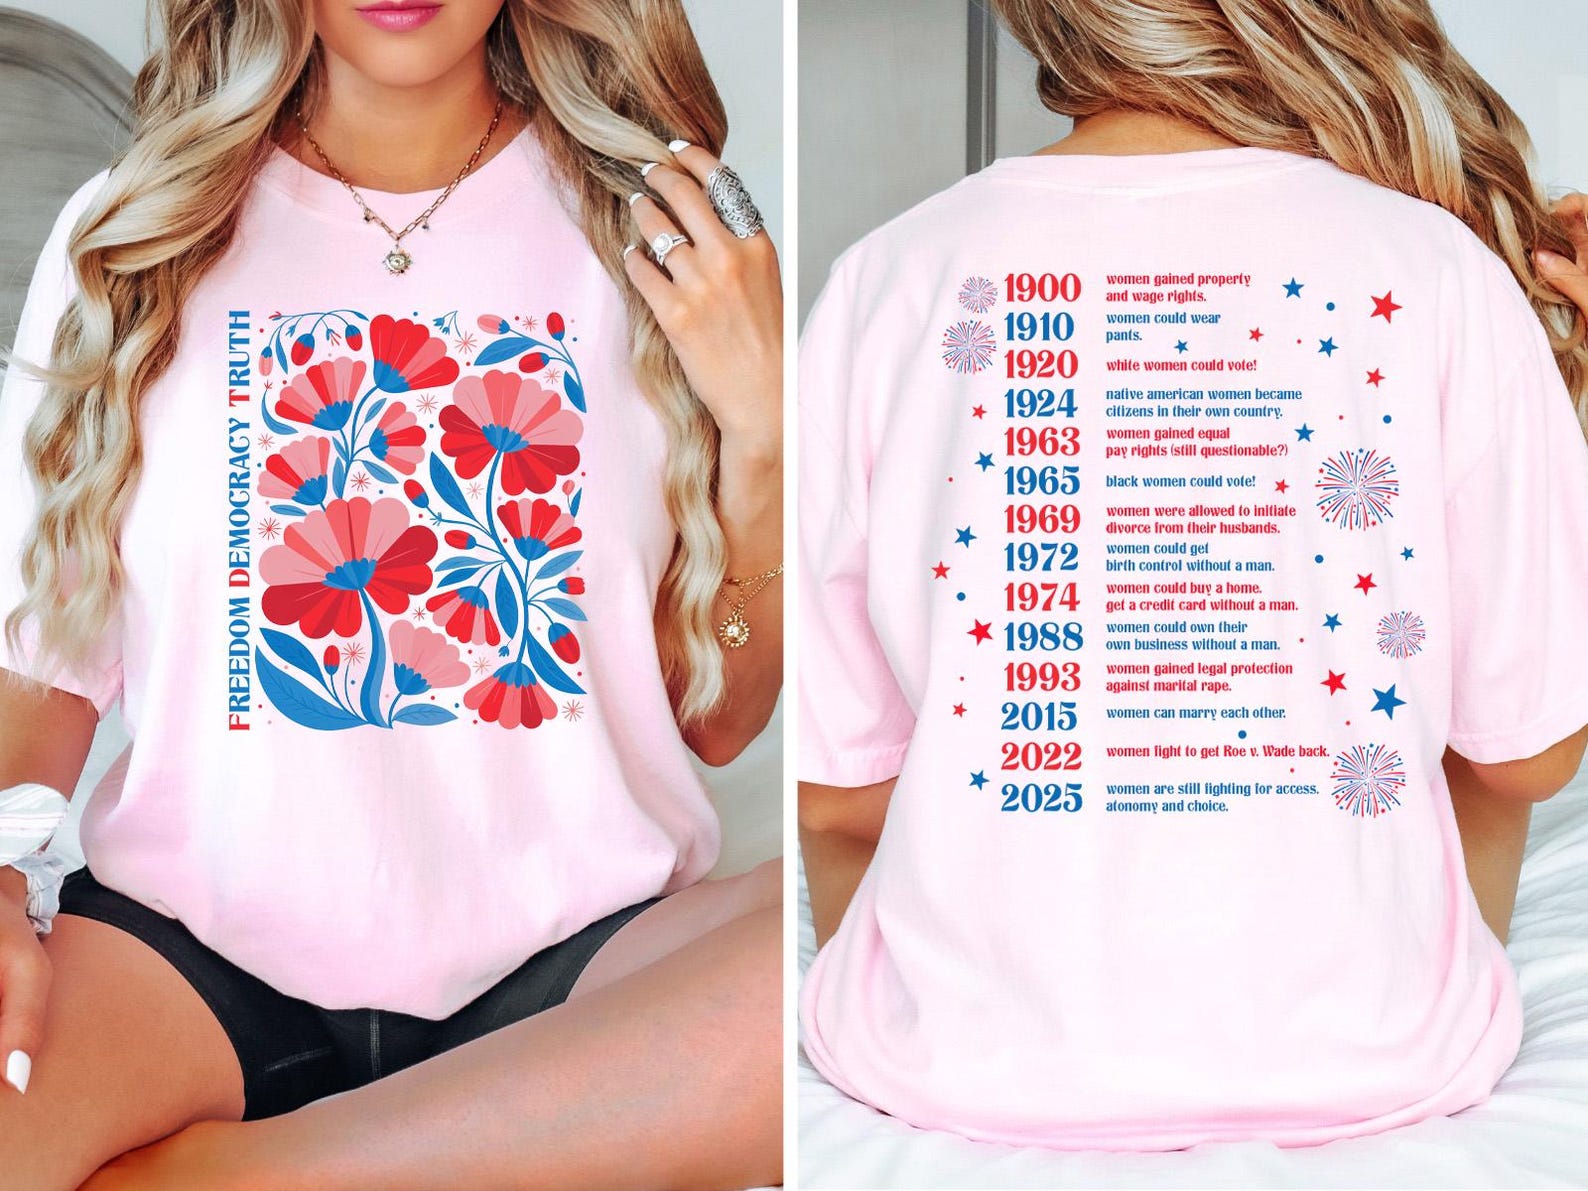 FREEDOM DEMOCRACY TRUTH
1900 women gained property
and wage rights.
1910 women could wear
pants.
1920 white women could vote!
1924 native american women became
citizens in their own country.
1963 women gained equal
pay rights (still questionable?)
1965 black women could vote!
1969 women were allowed to initiate
divorce from their husbands.
1972 women could get
birth control without a man.
1974 women could buy a home.
get a credit card without a man.
1988 women could own their
own business without a man.
1993 women gained legal protection
against marital rape.
2015 women can marry each other.
2022 women fight to get Roe v. Wade back.
2025 women are still fighting for access.
atonomy and choice.